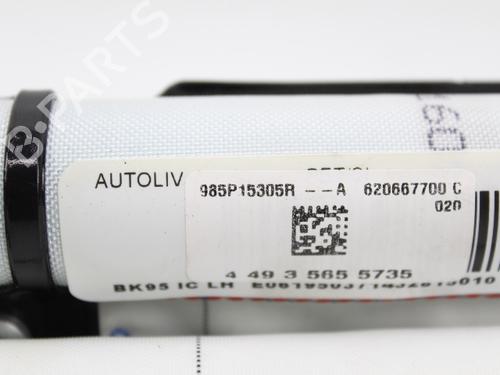 B-PARTS
AUTOLIV
985P15305R --A 620667700 C
020
4 49 3 565 5735
BK95 IC LH